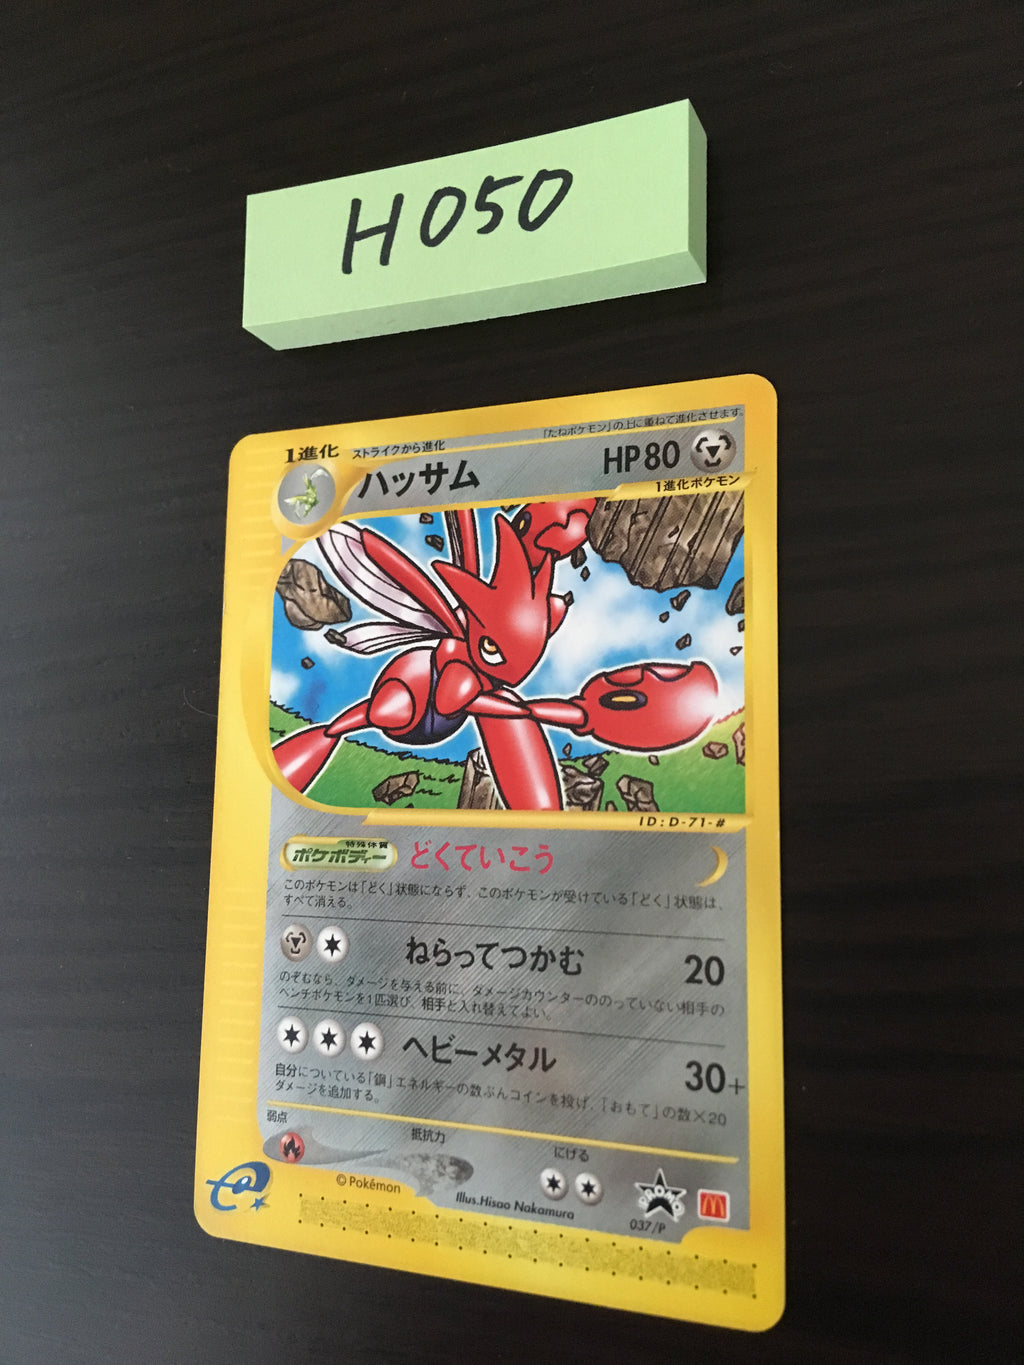 H050
「たねポケモン」の上に重ねて進化させます。
1進化 ストライクから進化
ハッサム HP80
1進化ポケモン
ID:D-71-#
特殊体質
ポケボディー どくていこう
このポケモンは「どく」状態にならず、このポケモンが受けている「どく」状態は、
すべて消える。
ねらってつかむ 20
のぞむなら、ダメージを与える前に、ダメージカウンターののっていない相手の
ベンチポケモンを1匹選び、相手と入れ替えてよい。
ヘビーメタル 30+
自分についている「鋼」エネルギーの数ぶんコインを投げ、「おもて」の数×20
ダメージを追加する。
弱点 抵抗力 にげる
©Pokémon
Illus.Hisao Nakamura
PROMO
037/P